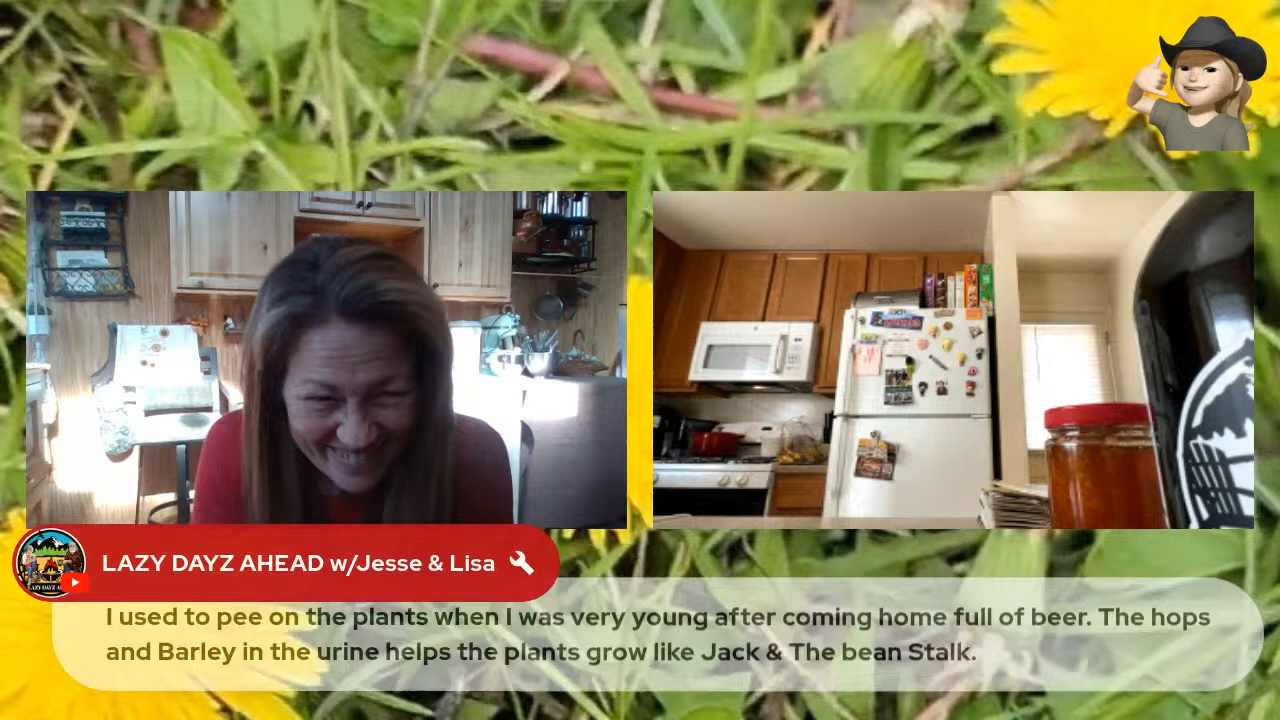 LAZY DAYZ AHEAD w/Jesse & Lisa
I used to pee on the plants when I was very young after coming home full of beer. The hops
and Barley in the urine helps the plants grow like Jack & The bean Stalk.